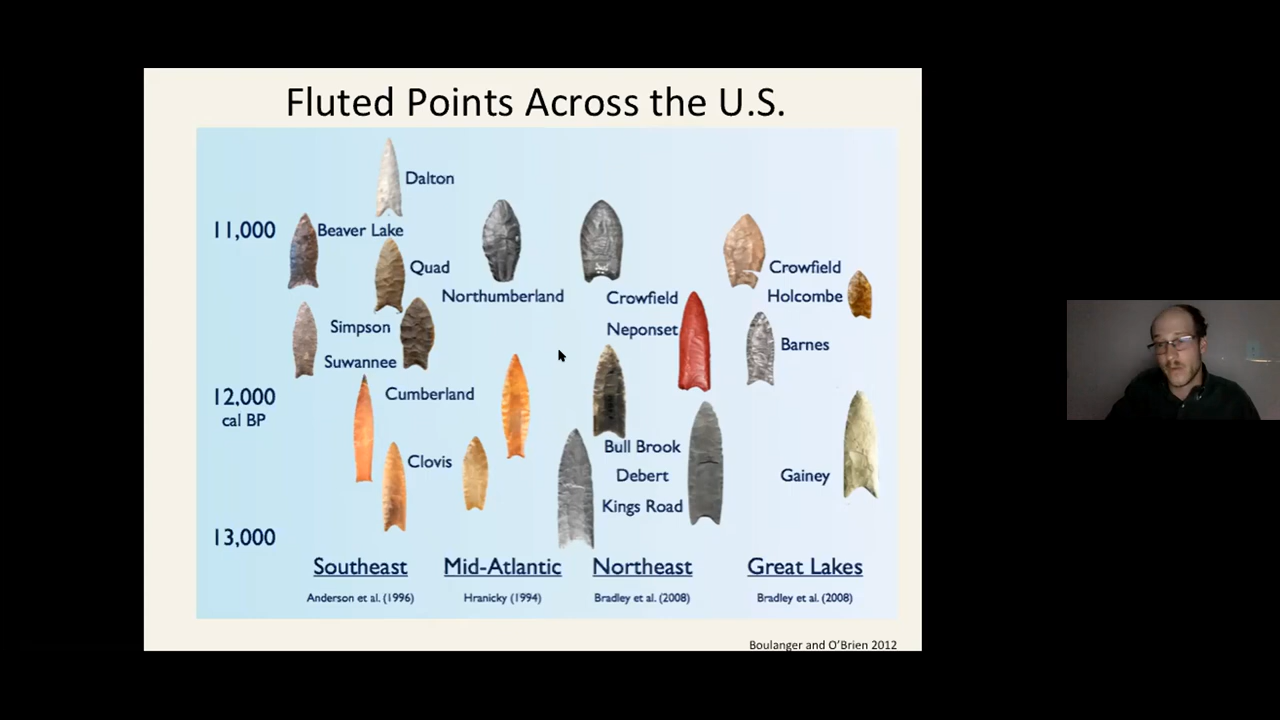 Fluted Points Across the U.S.
Dalton
11,000
Beaver Lake
Quad
Northumberland
Crowfield
Crowfield
Holcombe
Simpson
Neponset
Barnes
Suwannee
12,000
cal BP
Cumberland
Clovis
Bull Brook
Debert
Kings Road
Gainey
13,000
Southeast
Mid-Atlantic
Northeast
Great Lakes
Anderson et al. (1996)
Hranicky (1994)
Bradley et al. (2008)
Bradley et al. (2008)
Boulanger and O'Brien 2012